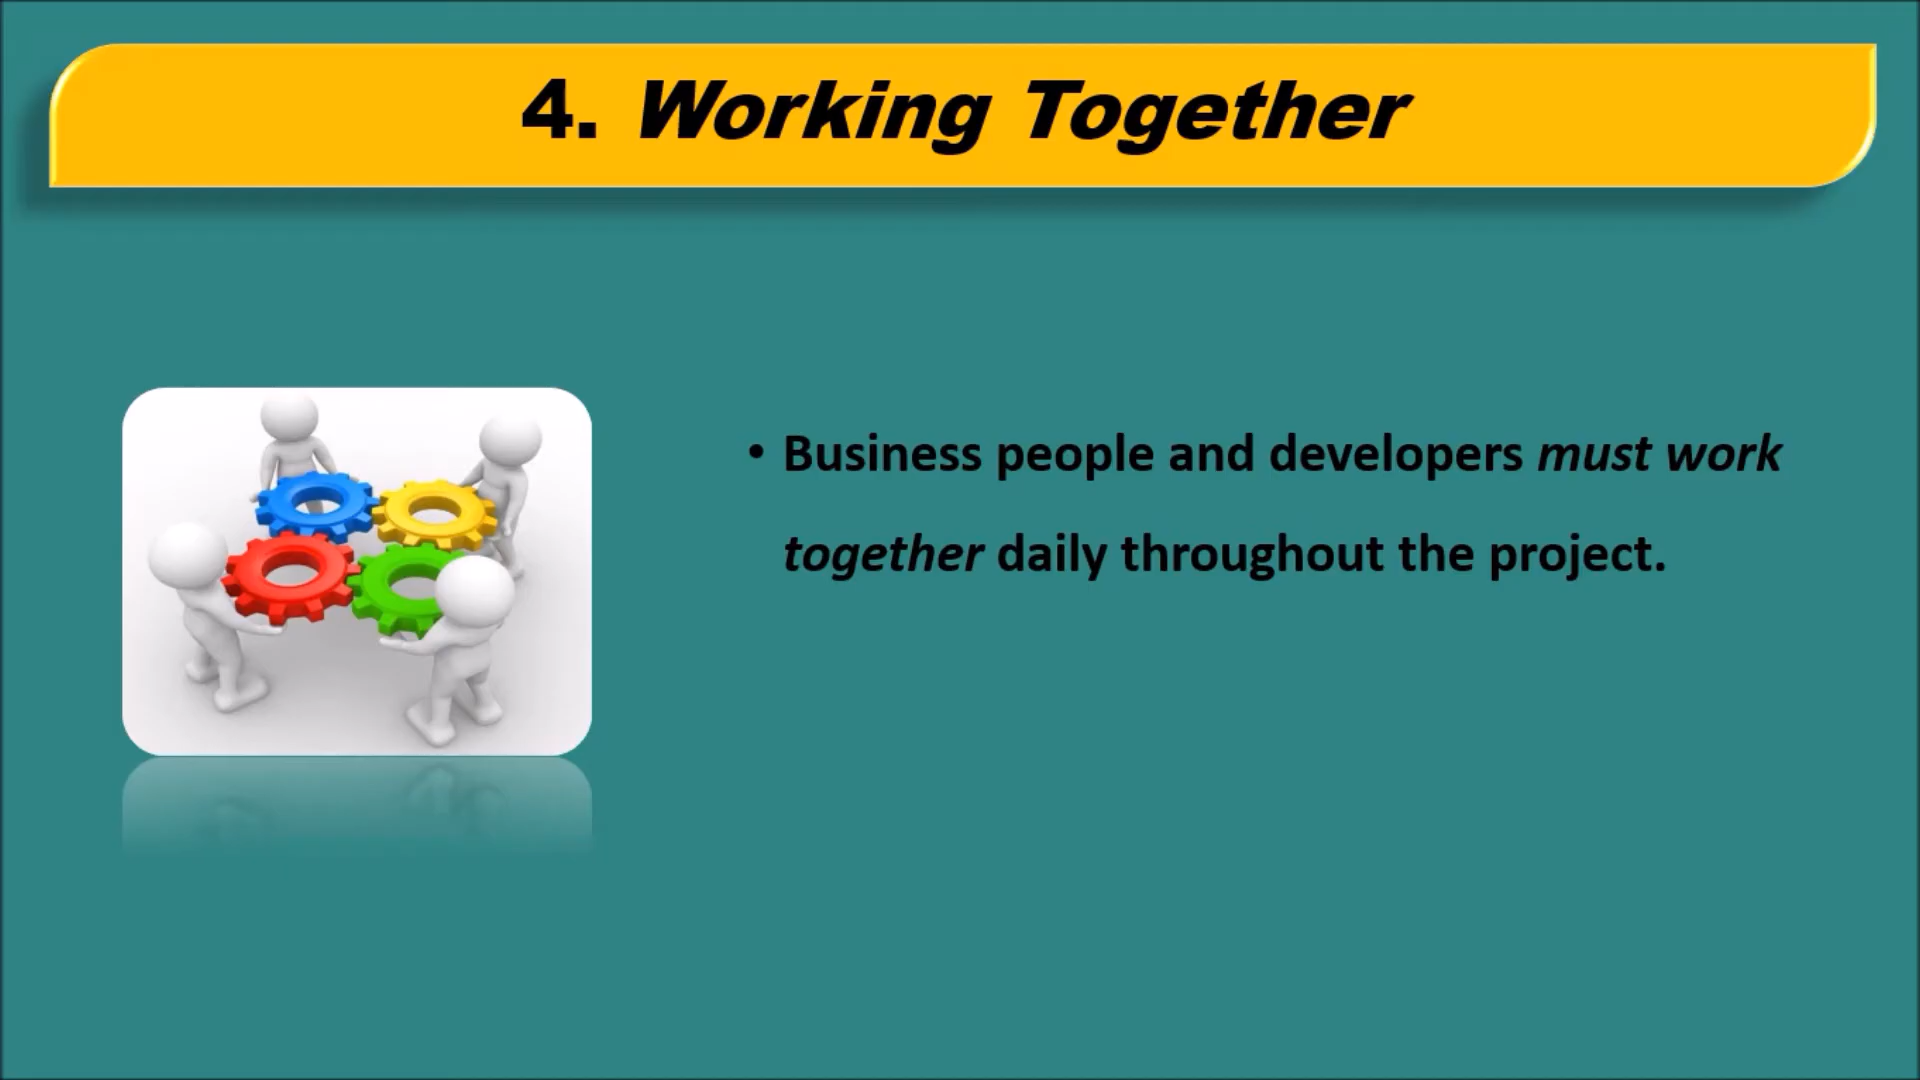 4. Working Together
• Business people and developers must work
together daily throughout the project.